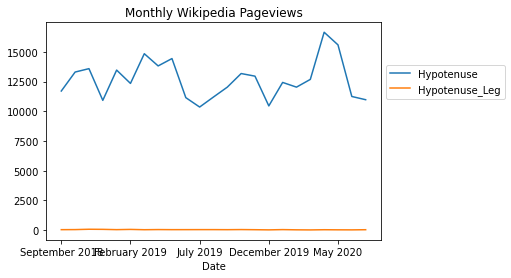 Monthly Wikipedia Pageviews
15000
12500
10000
7500
5000
2500
0
Hypotenuse
Hypotenuse_Leg
September 2018 February 2019 July 2019 December 2019 May 2020
Date